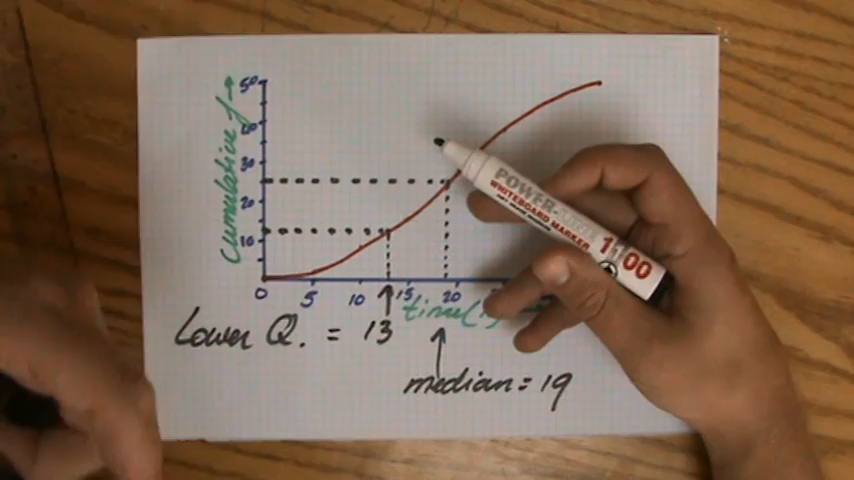 Cumulative f →
50
40
30
20
10
0 5 10 15 20
time(
Lower Q. = 13
median = 19
POWER-LINE
WHITEBOARD MARKER
1100